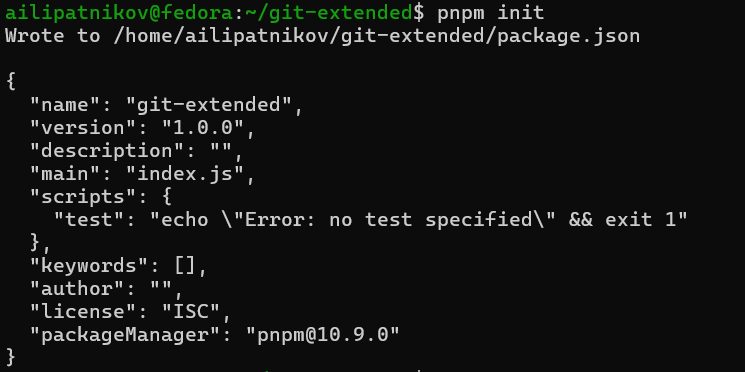 ailipatnikov@fedora:~/git-extended$ pnpm init
Wrote to /home/ailipatnikov/git-extended/package.json
{
  "name": "git-extended",
  "version": "1.0.0",
  "description": "",
  "main": "index.js",
  "scripts": {
    "test": "echo \"Error: no test specified\" && exit 1"
  },
  "keywords": [],
  "author": "",
  "license": "ISC",
  "packageManager": "pnpm@10.9.0"
}